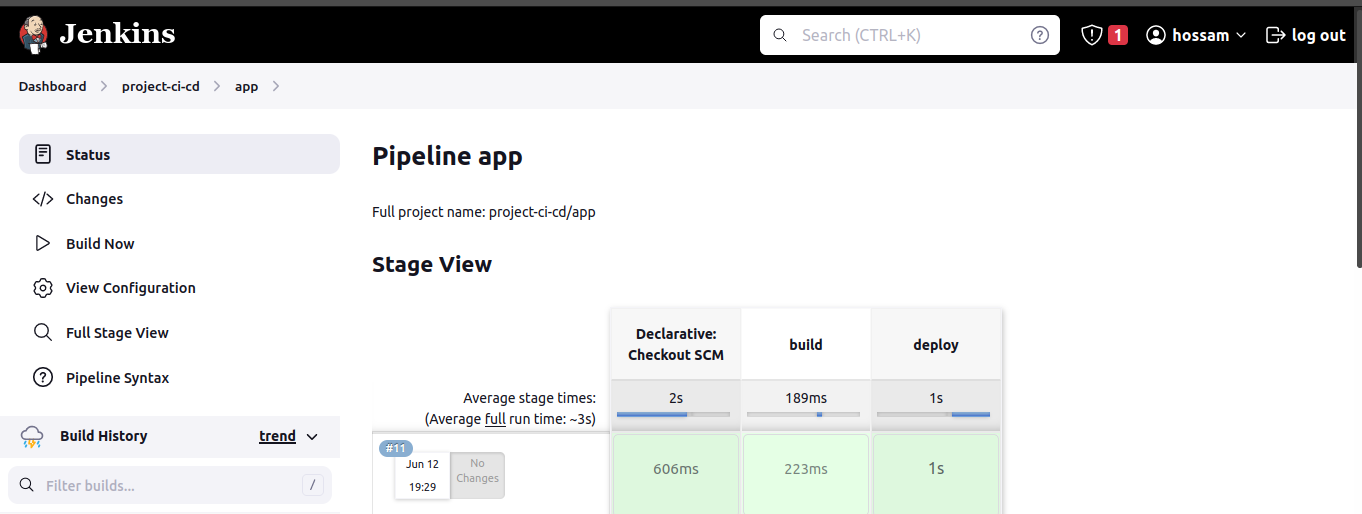 Jenkins
Search (CTRL+K)
1
hossam
log out
Dashboard
project-ci-cd
app
Status
Changes
Build Now
View Configuration
Full Stage View
Pipeline Syntax
Build History
trend
Filter builds...
/
Pipeline app
Full project name: project-ci-cd/app
Stage View
Declarative:
Checkout SCM
build
deploy
Average stage times:
(Average full run time: ~3s)
2s
189ms
1s
#11
Jun 12
19:29
No
Changes
606ms
223ms
1s